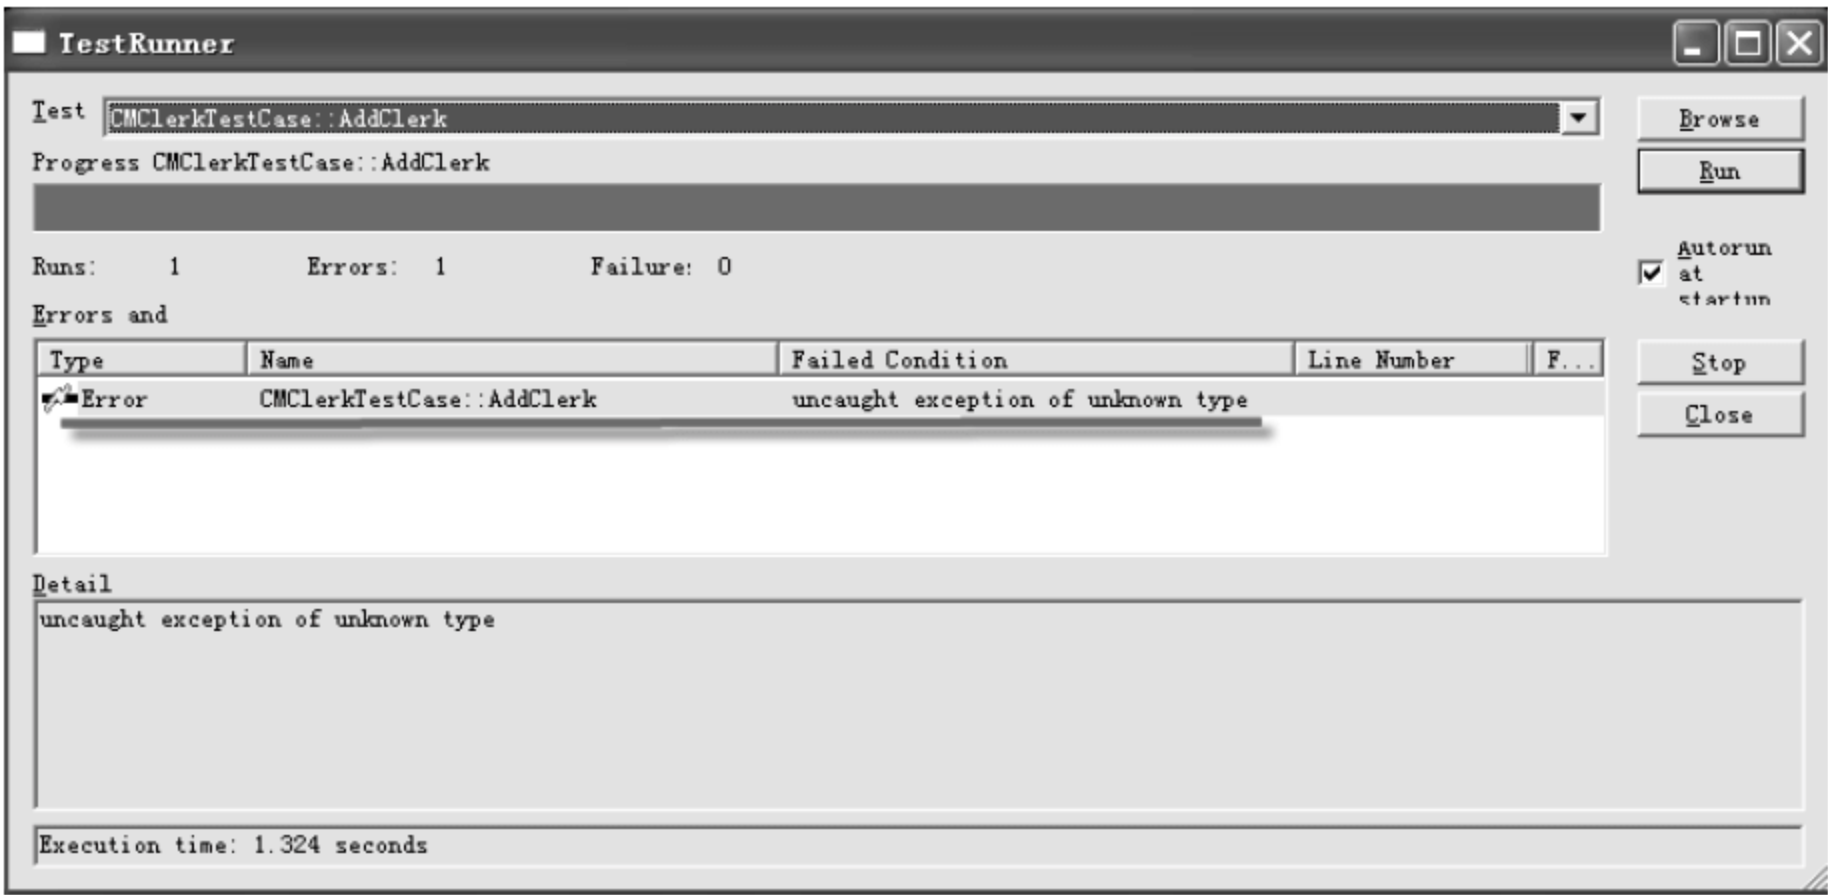 TestRunner
Test CMClerkTestCase::AddClerk Browse
Progress CMClerkTestCase::AddClerk
Run
Runs: 1 Errors: 1 Failure: 0
Autorun
at
startup
Errors and
Type Name Failed Condition Line Number F...
Error CMClerkTestCase::AddClerk uncaught exception of unknown type
Stop
Close
Detail
uncaught exception of unknown type
Execution time: 1.324 seconds